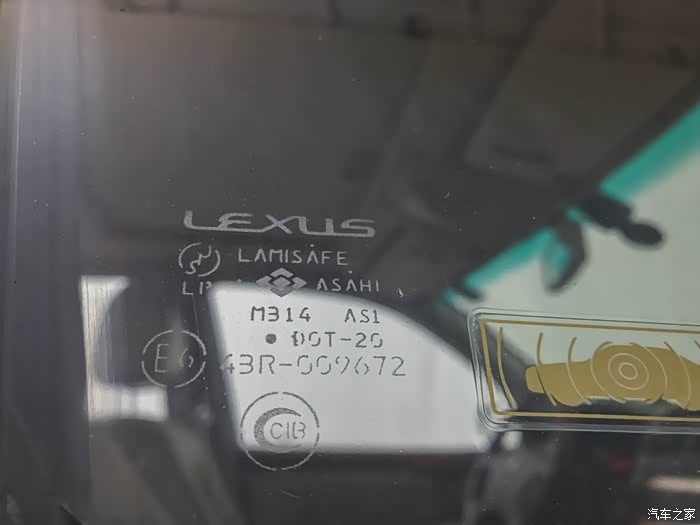 LEXUS
LAMISAFE
ASAHI
M314 AS1
DOT-20
E6 43R-009672
CIB
汽车之家